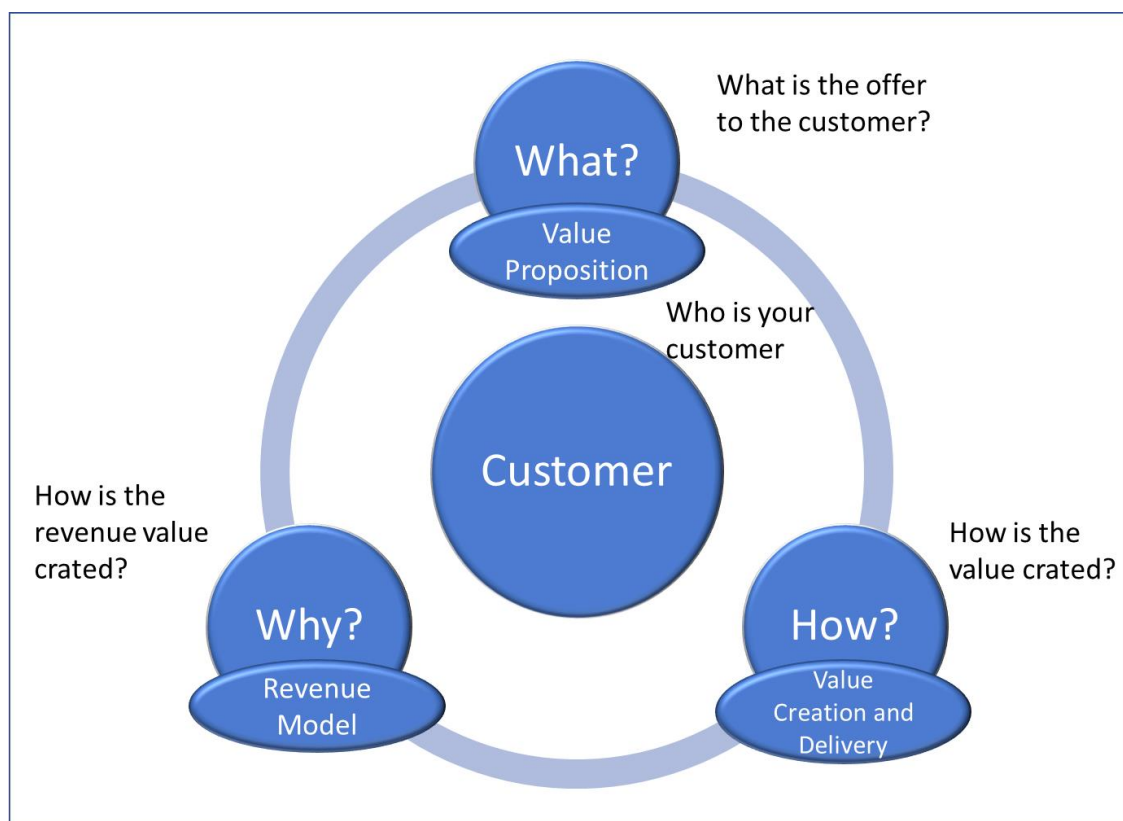 What is the offer
to the customer?
What?
Value
Proposition
Who is your
customer
Customer
How is the
revenue value
crated?
Why?
Revenue
Model
How is the
value crated?
How?
Value
Creation and
Delivery